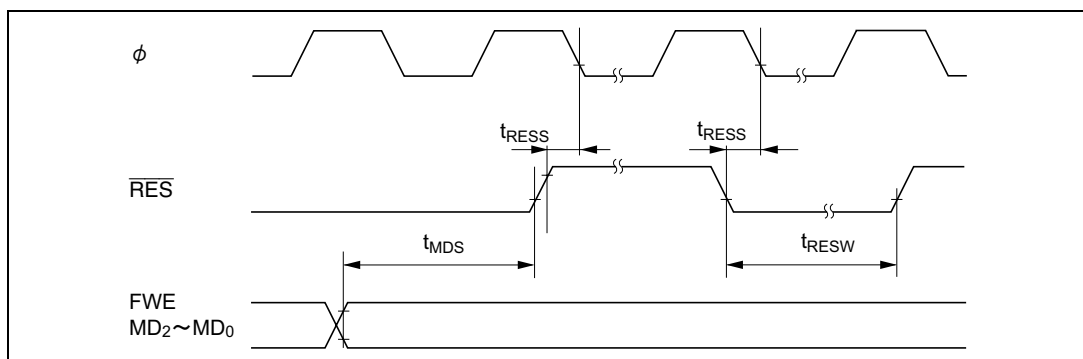 ϕ
tRESS
tRESS
RES
tMDS
tRESW
FWE
MD2～MD0